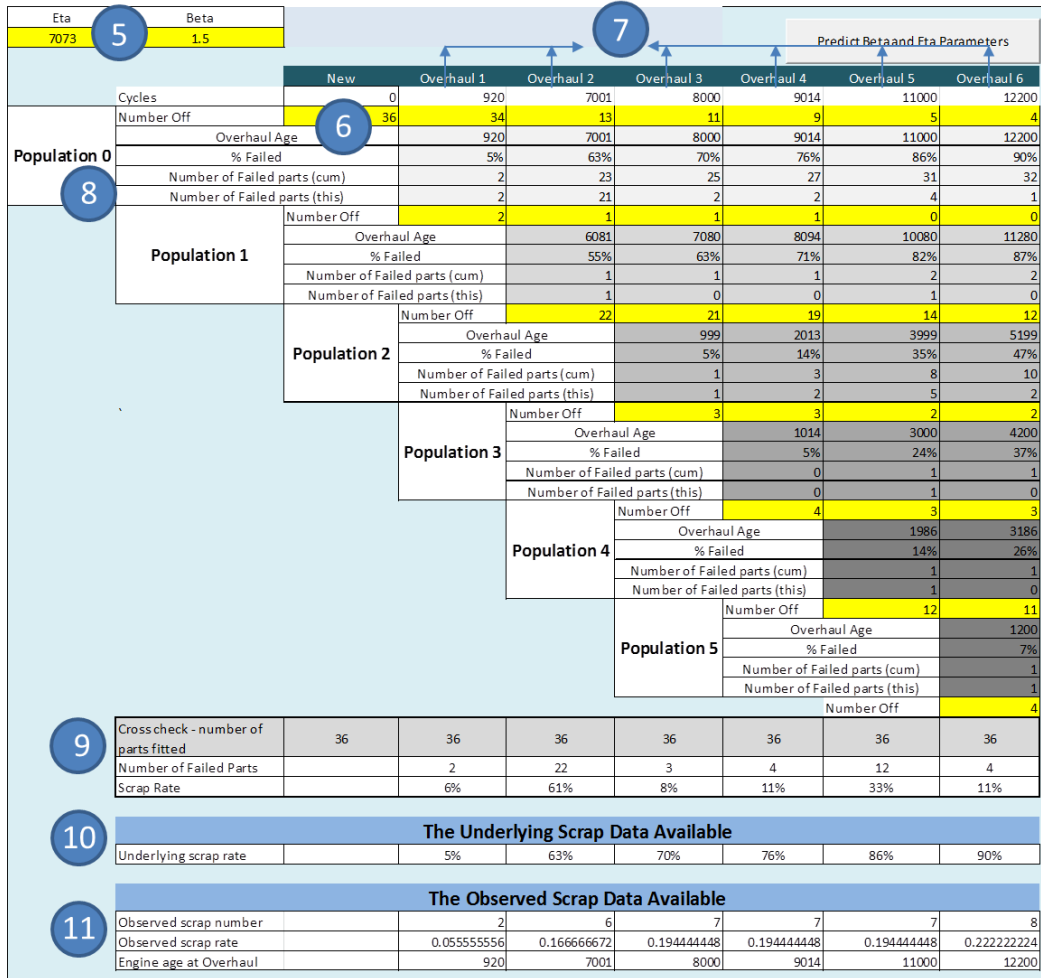 Eta Beta
7073 5 1.5
7
Predict Beta and Eta Parameters
New Overhaul 1 Overhaul 2 Overhaul 3 Overhaul 4 Overhaul 5 Overhaul 6
Cycles 0 920 7001 8000 9014 11000 12200
Number Off 6 36 34 13 11 9 5 4
Overhaul Age 920 7001 8000 9014 11000 12200
Population 0
% Failed 5% 63% 70% 76% 86% 90%
Number of Failed parts (cum) 2 23 25 27 31 32
8
Number of Failed parts (this) 2 21 2 2 4 1
Number Off 2 1 1 1 0 0
Overhaul Age 6081 7080 8094 10080 11280
Population 1
% Failed 55% 63% 71% 82% 87%
Number of Failed parts (cum) 1 1 1 2 2
Number of Failed parts (this) 1 0 0 1 0
Number Off 22 21 19 14 12
Overhaul Age 999 2013 3999 5199
Population 2
% Failed 5% 14% 35% 47%
Number of Failed parts (cum) 1 3 8 10
Number of Failed parts (this) 1 2 5 2
`
Number Off 3 3 2 2
Overhaul Age 1014 3000 4200
Population 3
% Failed 5% 24% 37%
Number of Failed parts (cum) 0 1 1
Number of Failed parts (this) 0 1 0
Number Off 4 3 3
Overhaul Age 1986 3186
Population 4
% Failed 14% 26%
Number of Failed parts (cum) 1 1
Number of Failed parts (this) 1 0
Number Off 12 11
Overhaul Age 1200
Population 5
% Failed 7%
Number of Failed parts (cum) 1
Number of Failed parts (this) 1
Number Off 4
9
Cross check - number of
parts fitted 36 36 36 36 36 36 36
Number of Failed Parts 2 22 3 4 12 4
Scrap Rate 6% 61% 8% 11% 33% 11%
10
The Underlying Scrap Data Available
Underlying scrap rate 5% 63% 70% 76% 86% 90%
The Observed Scrap Data Available
11
Observed scrap number 2 6 7 7 7 8
Observed scrap rate 0.055555556 0.166666672 0.194444448 0.194444448 0.194444448 0.222222224
Engine age at Overhaul 920 7001 8000 9014 11000 12200